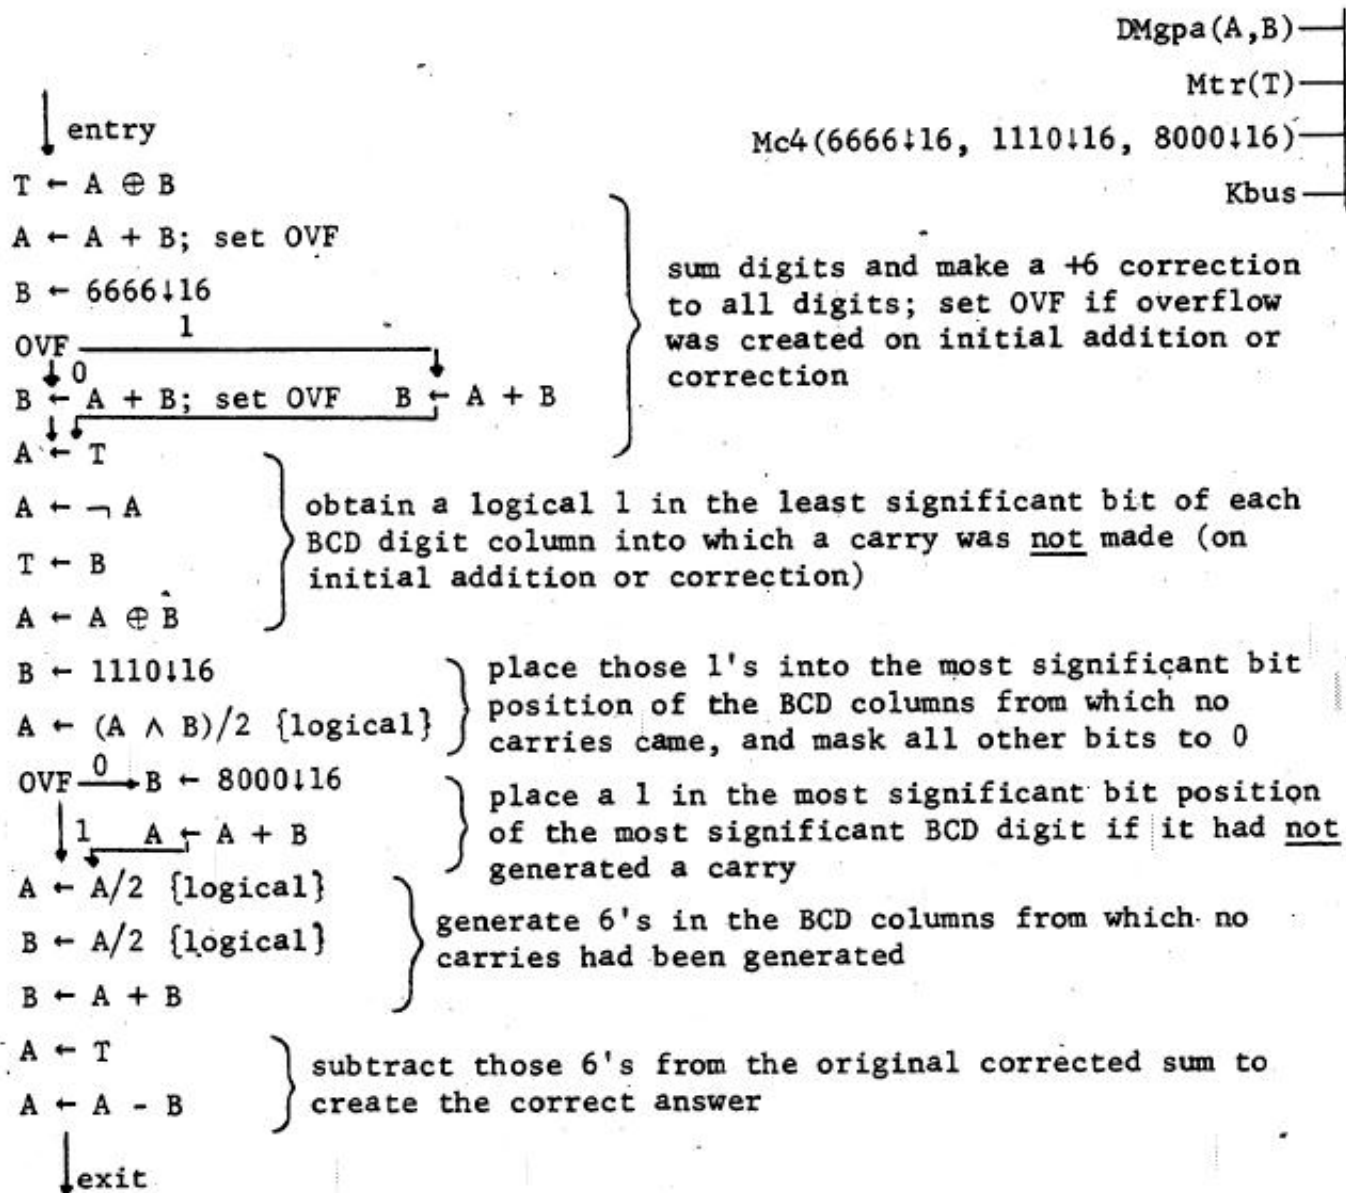 DMgpa(A,B)
Mtr(T)
Mc4(6666↓16, 1110↓16, 8000↓16)
Kbus
entry
T ← A ⊕ B
A ← A + B; set OVF
B ← 6666↓16
OVF 1
0
B ← A + B; set OVF B ← A + B
A ← T
sum digits and make a +6 correction
to all digits; set OVF if overflow
was created on initial addition or
correction
A ← ¬ A
T ← B
A ← A ⊕ B
obtain a logical 1 in the least significant bit of each
BCD digit column into which a carry was not made (on
initial addition or correction)
B ← 1110↓16
A ← (A ∧ B)/2 {logical}
place those 1's into the most significant bit
position of the BCD columns from which no
carries came, and mask all other bits to 0
OVF 0 B ← 8000↓16
1 A ← A + B
place a 1 in the most significant bit position
of the most significant BCD digit if it had not
generated a carry
A ← A/2 {logical}
B ← A/2 {logical}
B ← A + B
generate 6's in the BCD columns from which no
carries had been generated
A ← T
A ← A - B
subtract those 6's from the original corrected sum to
create the correct answer
exit